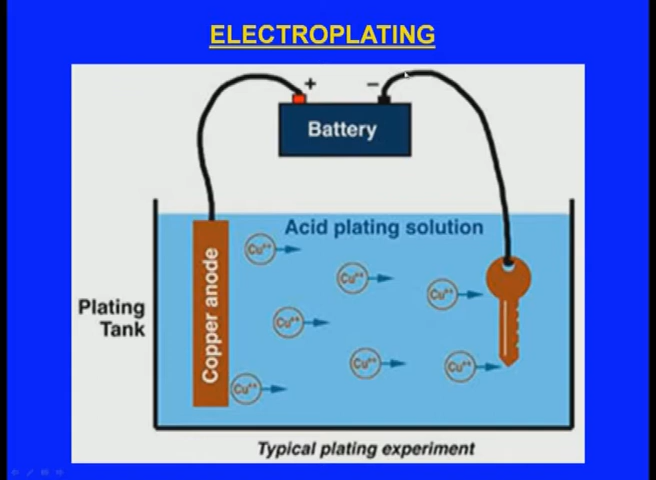 ELECTROPLATING
+ −
Battery
Acid plating solution
Cu⁺⁺
Cu⁺⁺
Cu⁺⁺
Cu⁺⁺
Cu⁺⁺
Cu⁺⁺
Cu⁺⁺
Copper anode
Plating
Tank
Typical plating experiment